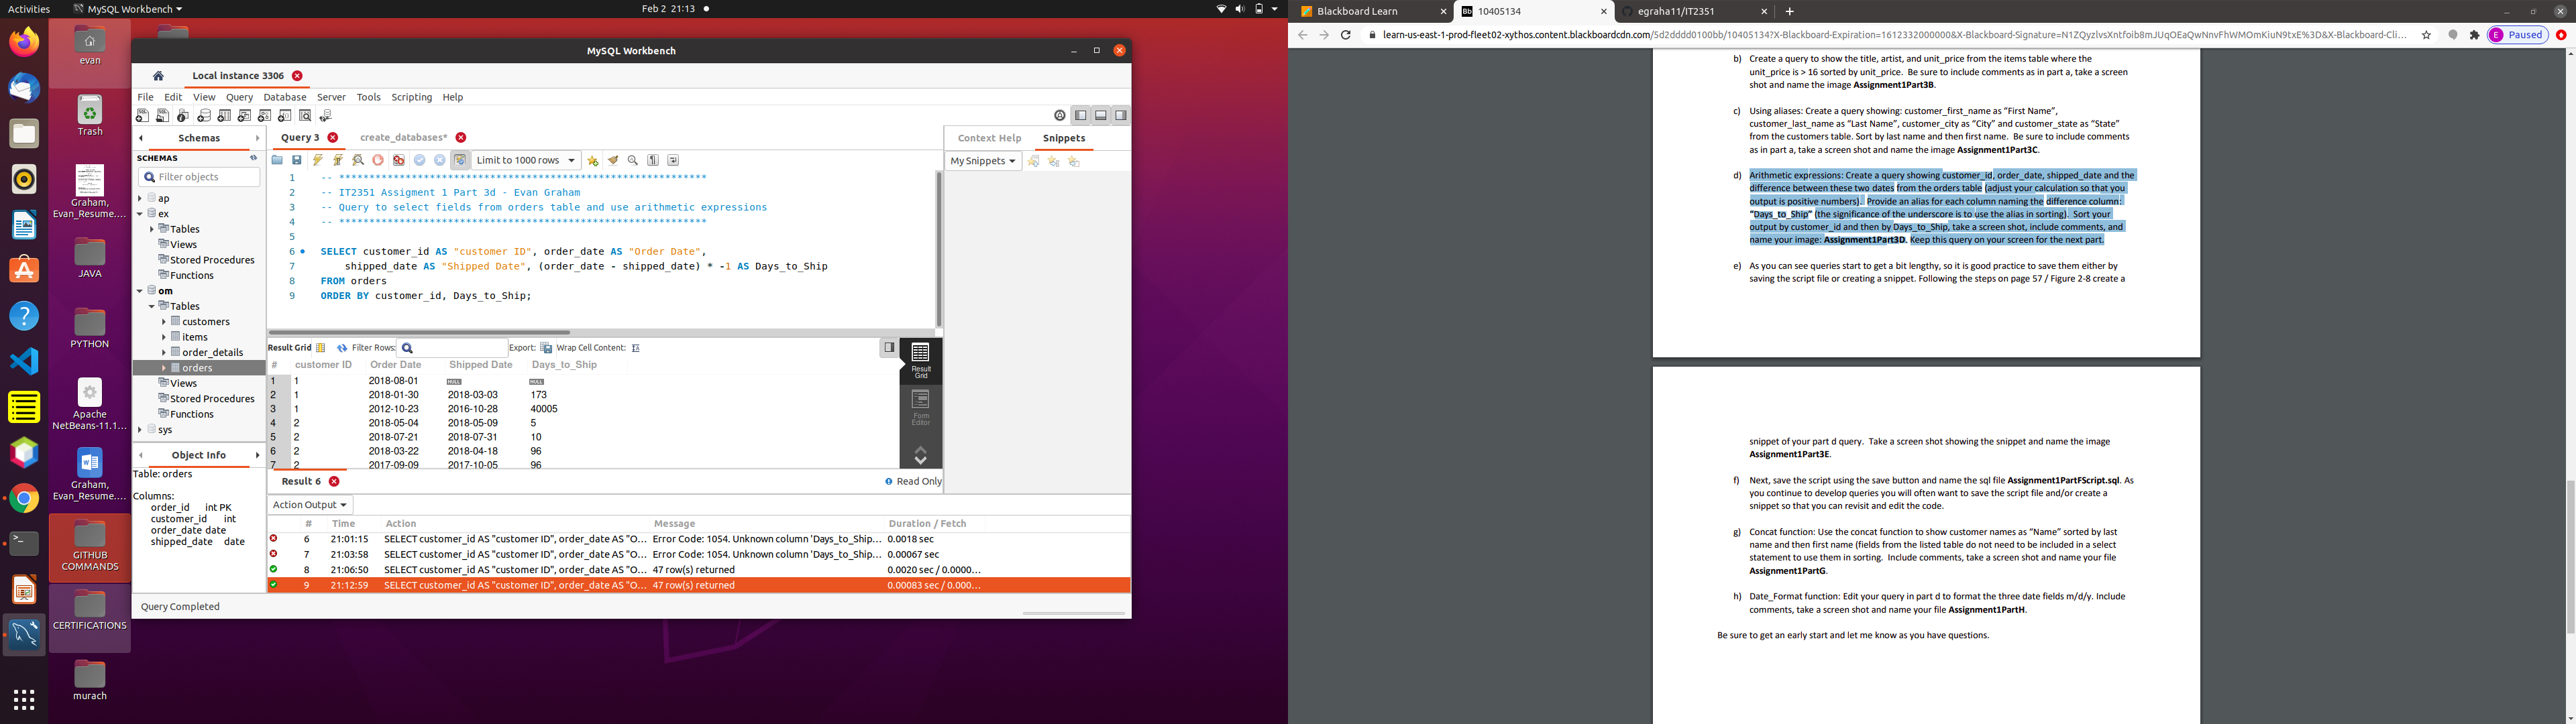 Activities
MySQL Workbench
Feb 2 21:13
evan
Trash
Graham,
Evan_Resume....
JAVA
PYTHON
Apache
NetBeans-11.1...
Graham,
Evan_Resume....
GITHUB
COMMANDS
CERTIFICATIONS
murach
MySQL Workbench
Local instance 3306
File Edit View Query Database Server Tools Scripting Help
Schemas
SCHEMAS
Filter objects
ap
ex
Tables
Views
Stored Procedures
Functions
om
Tables
customers
items
order_details
orders
Views
Stored Procedures
Functions
sys
Object Info
Table: orders
Columns:
order_id int PK
customer_id int
order_date date
shipped_date date
Query Completed
Query 3
create_databases*
Limit to 1000 rows
1 -- *************************************************************
2 -- IT2351 Assigment 1 Part 3d - Evan Graham
3 -- Query to select fields from orders table and use arithmetic expressions
4 -- *************************************************************
5
6 SELECT customer_id AS "customer ID", order_date AS "Order Date",
7 shipped_date AS "Shipped Date", (order_date - shipped_date) * -1 AS Days_to_Ship
8 FROM orders
9 ORDER BY customer_id, Days_to_Ship;
Result Grid Filter Rows: Export: Wrap Cell Content:
# customer ID Order Date Shipped Date Days_to_Ship
1 1 2018-08-01 NULL NULL
2 1 2018-01-30 2018-03-03 173
3 1 2012-10-23 2016-10-28 40005
4 2 2018-05-04 2018-05-09 5
5 2 2018-07-21 2018-07-31 10
6 2 2018-03-22 2018-04-18 96
7 2 2017-09-09 2017-10-05 96
Result
Grid
Form
Editor
Result 6
Read Only
Context Help
Snippets
My Snippets
Action Output
# Time Action Message Duration / Fetch
6 21:01:15 SELECT customer_id AS "customer ID", order_date AS "O... Error Code: 1054. Unknown column 'Days_to_Ship... 0.0018 sec
7 21:03:58 SELECT customer_id AS "customer ID", order_date AS "O... Error Code: 1054. Unknown column 'Days_to_Ship... 0.00067 sec
8 21:06:50 SELECT customer_id AS "customer ID", order_date AS "O... 47 row(s) returned 0.0020 sec / 0.0000...
9 21:12:59 SELECT customer_id AS "customer ID", order_date AS "O... 47 row(s) returned 0.00083 sec / 0.000...
Blackboard Learn
Bb 10405134
egraha11/IT2351
E Paused
b) Create a query to show the title, artist, and unit_price from the items table where the
unit_price is > 16 sorted by unit_price. Be sure to include comments as in part a, take a screen
shot and name the image Assignment1Part3B.
c) Using aliases: Create a query showing: customer_first_name as “First Name”,
customer_last_name as “Last Name”, customer_city as “City” and customer_state as “State”
from the customers table. Sort by last name and then first name. Be sure to include comments
as in part a, take a screen shot and name the image Assignment1Part3C.
d) Arithmetic expressions: Create a query showing customer_id, order_date, shipped_date and the
difference between these two dates from the orders table (adjust your calculation so that you
output is positive numbers). Provide an alias for each column naming the difference column:
“Days_to_Ship” (the significance of the underscore is to use the alias in sorting). Sort your
output by customer_id and then by Days_to_Ship, take a screen shot, include comments, and
name your image: Assignment1Part3D. Keep this query on your screen for the next part.
e) As you can see queries start to get a bit lengthy, so it is good practice to save them either by
saving the script file or creating a snippet. Following the steps on page 57 / Figure 2-8 create a
snippet of your part d query. Take a screen shot showing the snippet and name the image
Assignment1Part3E.
f) Next, save the script using the save button and name the sql file Assignment1PartFScript.sql. As
you continue to develop queries you will often want to save the script file and/or create a
snippet so that you can revisit and edit the code.
g) Concat function: Use the concat function to show customer names as “Name” sorted by last
name and then first name (fields from the listed table do not need to be included in a select
statement to use them in sorting. Include comments, take a screen shot and name your file
Assignment1PartG.
h) Date_Format function: Edit your query in part d to format the three date fields m/d/y. Include
comments, take a screen shot and name your file Assignment1PartH.
Be sure to get an early start and let me know as you have questions.